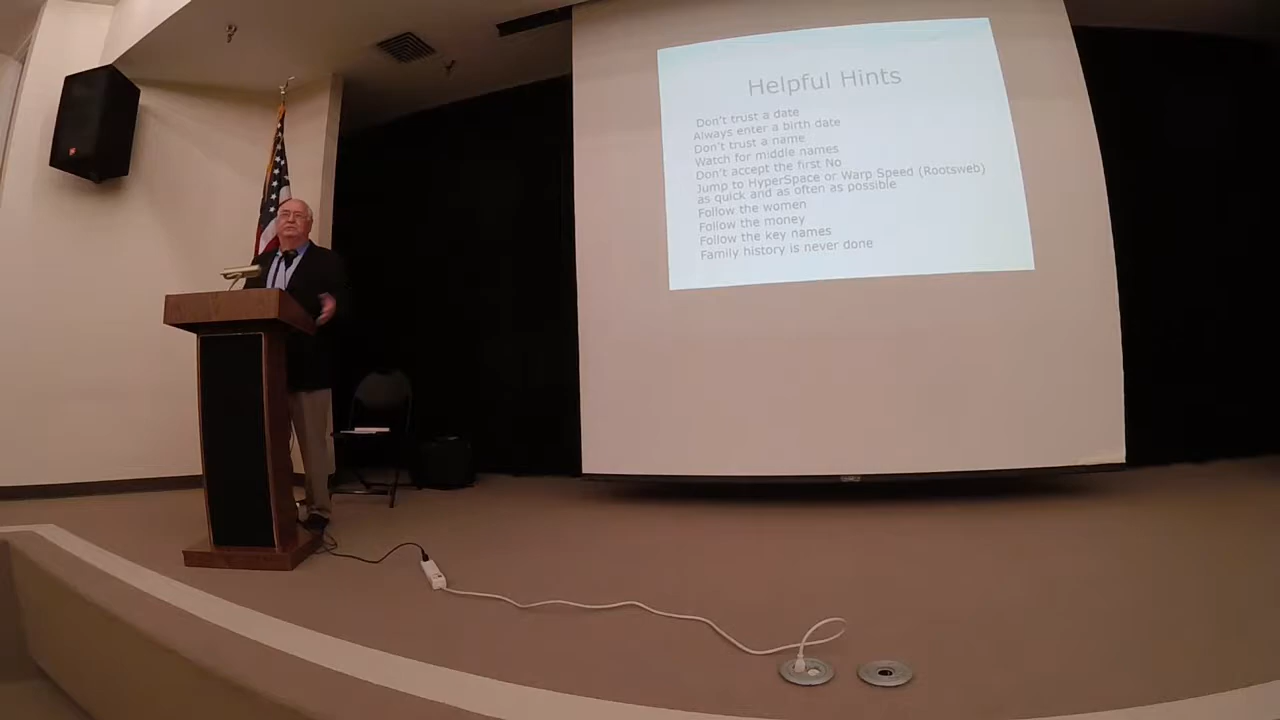 Helpful Hints
Don't trust a date
Always enter a birth date
Don't trust a name
Watch for middle names
Don't accept the first No
Jump to HyperSpace or Warp Speed (Rootsweb)
as quick and as often as possible
Follow the women
Follow the money
Follow the key names
Family history is never done